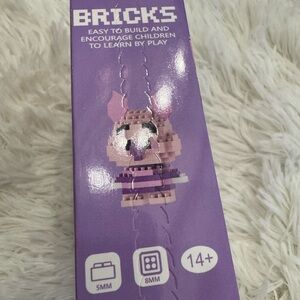 BRICKS
EASY TO BUILD AND
ENCOURAGE CHILDREN
TO LEARN BY PLAY
5MM
8MM
14+